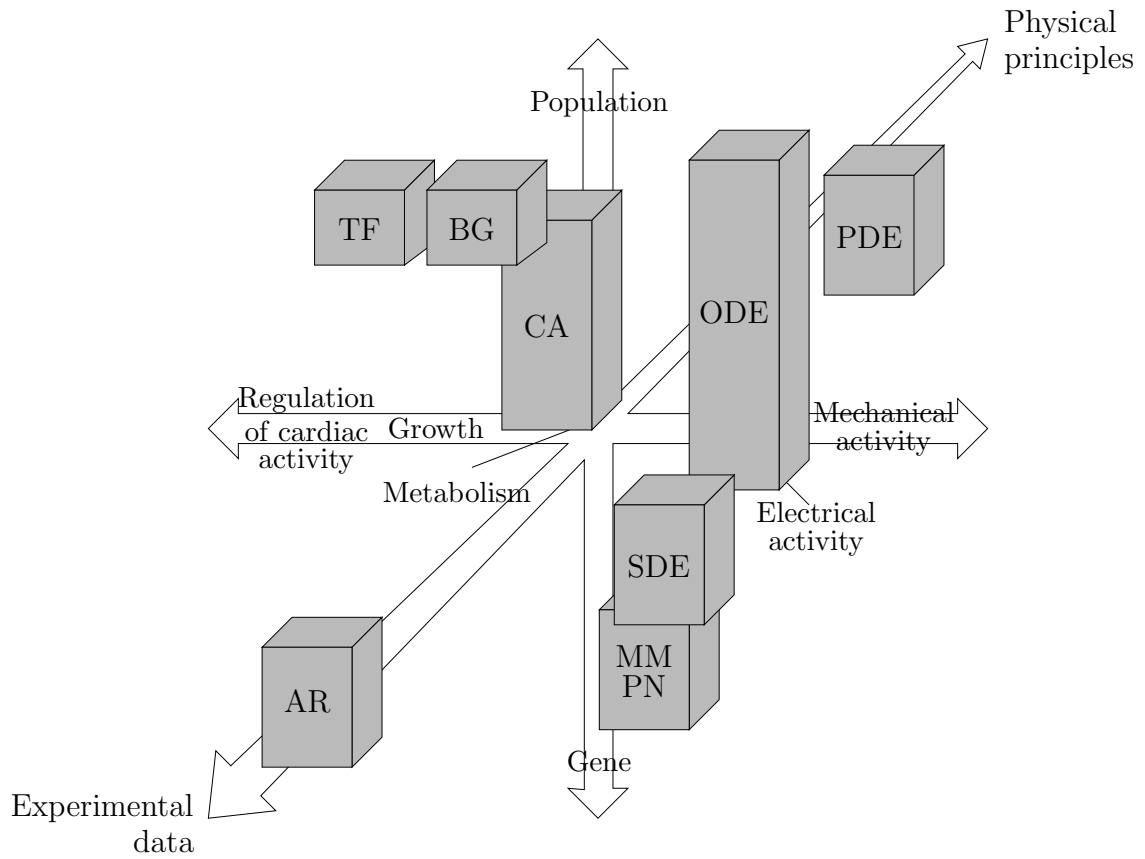 Physical
principles
Population
TF
BG
PDE
CA
ODE
Regulation
of cardiac
activity
Growth
Mechanical
activity
Metabolism
Electrical
activity
SDE
MM
PN
AR
Gene
Experimental
data